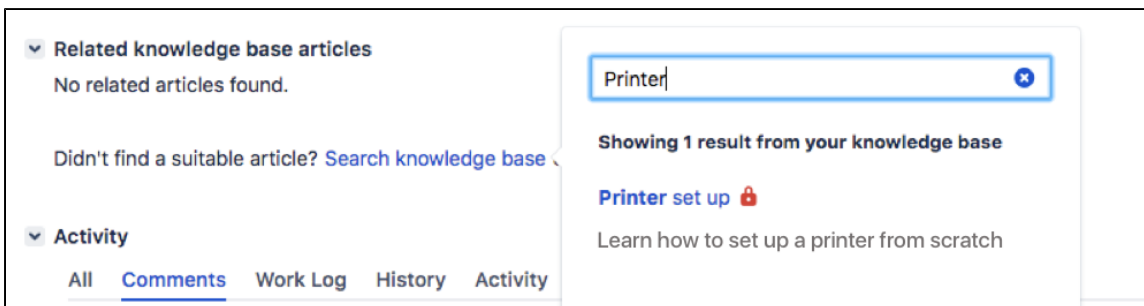 Related knowledge base articles
No related articles found.
Didn't find a suitable article? Search knowledge base
Activity
All Comments Work Log History Activity
Printer
Showing 1 result from your knowledge base
Printer set up
Learn how to set up a printer from scratch